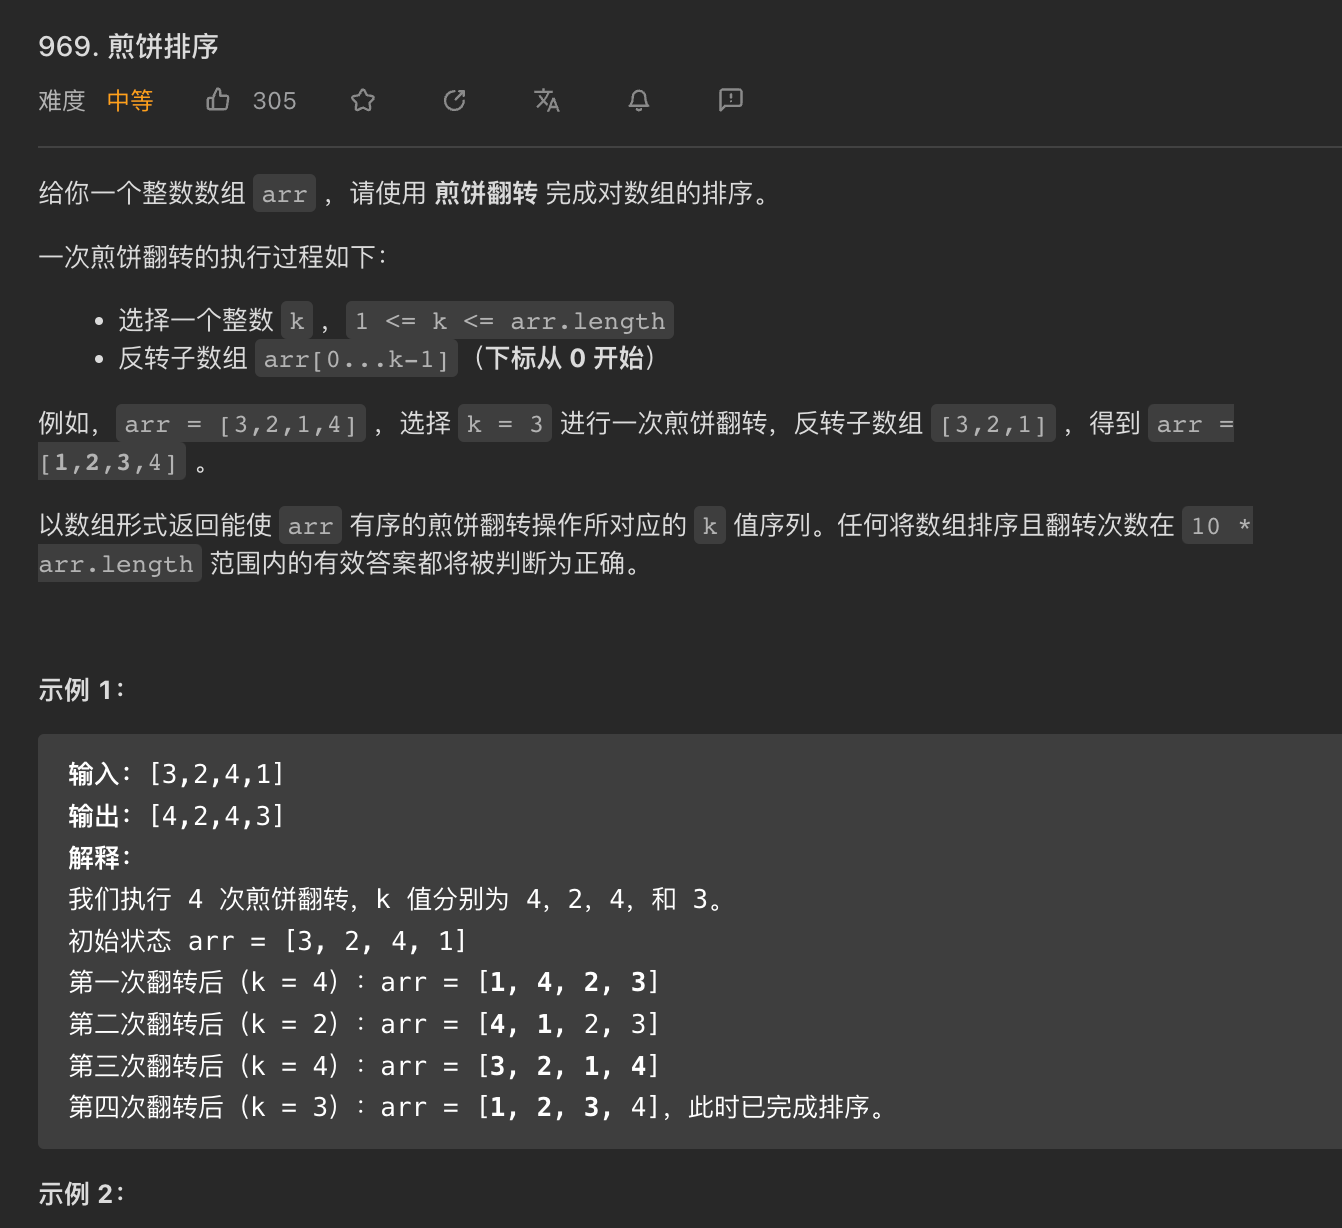 969. 煎饼排序
难度 中等 305
给你一个整数数组 arr ，请使用 煎饼翻转 完成对数组的排序。
一次煎饼翻转的执行过程如下：
• 选择一个整数 k ，1 <= k <= arr.length
• 反转子数组 arr[0...k-1]（下标从 0 开始）
例如，arr = [3,2,1,4] ，选择 k = 3 进行一次煎饼翻转，反转子数组 [3,2,1] ，得到 arr =
[1,2,3,4] 。
以数组形式返回能使 arr 有序的煎饼翻转操作所对应的 k 值序列。任何将数组排序且翻转次数在 10 *
arr.length 范围内的有效答案都将被判断为正确。
示例 1：
输入：[3,2,4,1]
输出：[4,2,4,3]
解释：
我们执行 4 次煎饼翻转，k 值分别为 4，2，4，和 3。
初始状态 arr = [3, 2, 4, 1]
第一次翻转后（k = 4）：arr = [1, 4, 2, 3]
第二次翻转后（k = 2）：arr = [4, 1, 2, 3]
第三次翻转后（k = 4）：arr = [3, 2, 1, 4]
第四次翻转后（k = 3）：arr = [1, 2, 3, 4]，此时已完成排序。
示例 2：